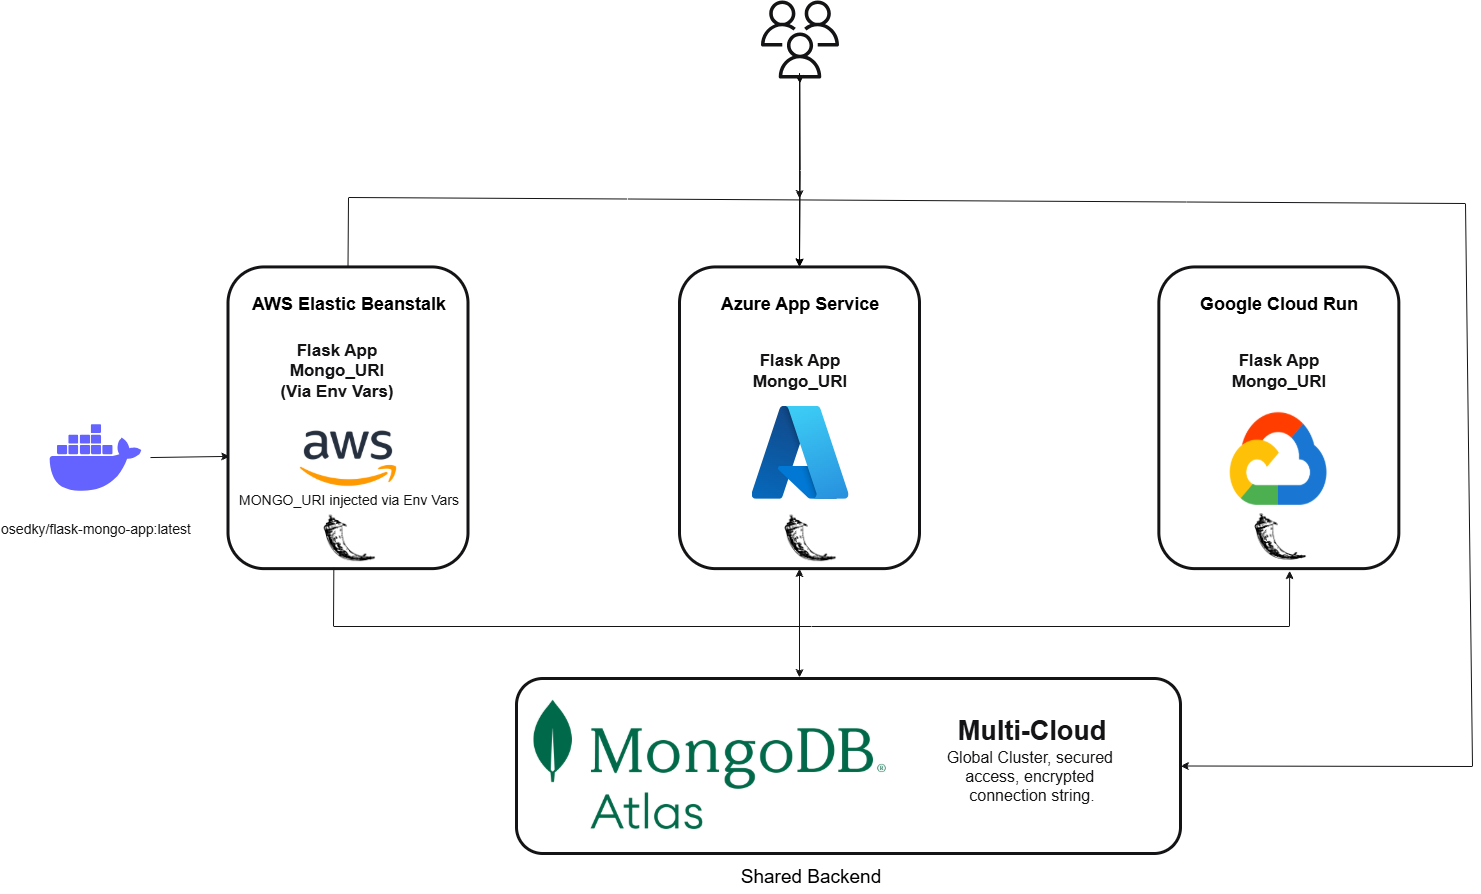 AWS Elastic Beanstalk
Flask App
Mongo_URI
(Via Env Vars)
aws
MONGO_URI injected via Env Vars
Azure App Service
Flask App
Mongo_URI
Google Cloud Run
Flask App
Mongo_URI
osedky/flask-mongo-app:latest
MongoDB®
Atlas
Multi-Cloud
Global Cluster, secured
access, encrypted
connection string.
Shared Backend